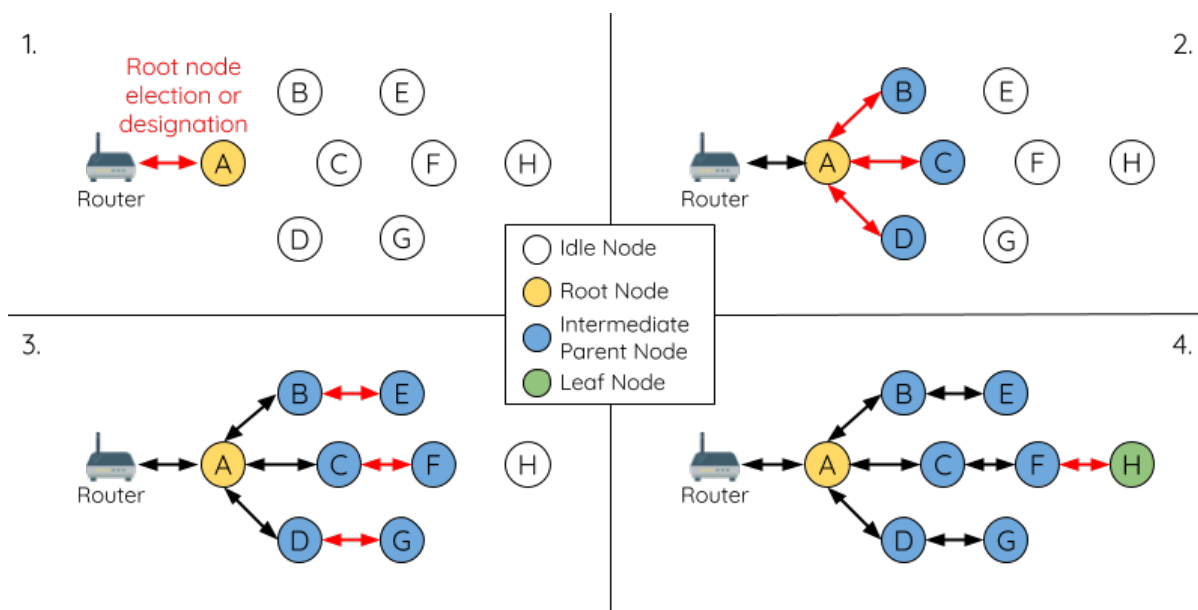 1.
Root node
election or
designation
B
E
A
C
F
H
Router
D
G
2.
B
E
A
C
F
H
Router
D
G
Idle Node
Root Node
Intermediate
Parent Node
Leaf Node
3.
B
E
A
C
F
H
Router
D
G
4.
B
E
A
C
F
H
Router
D
G